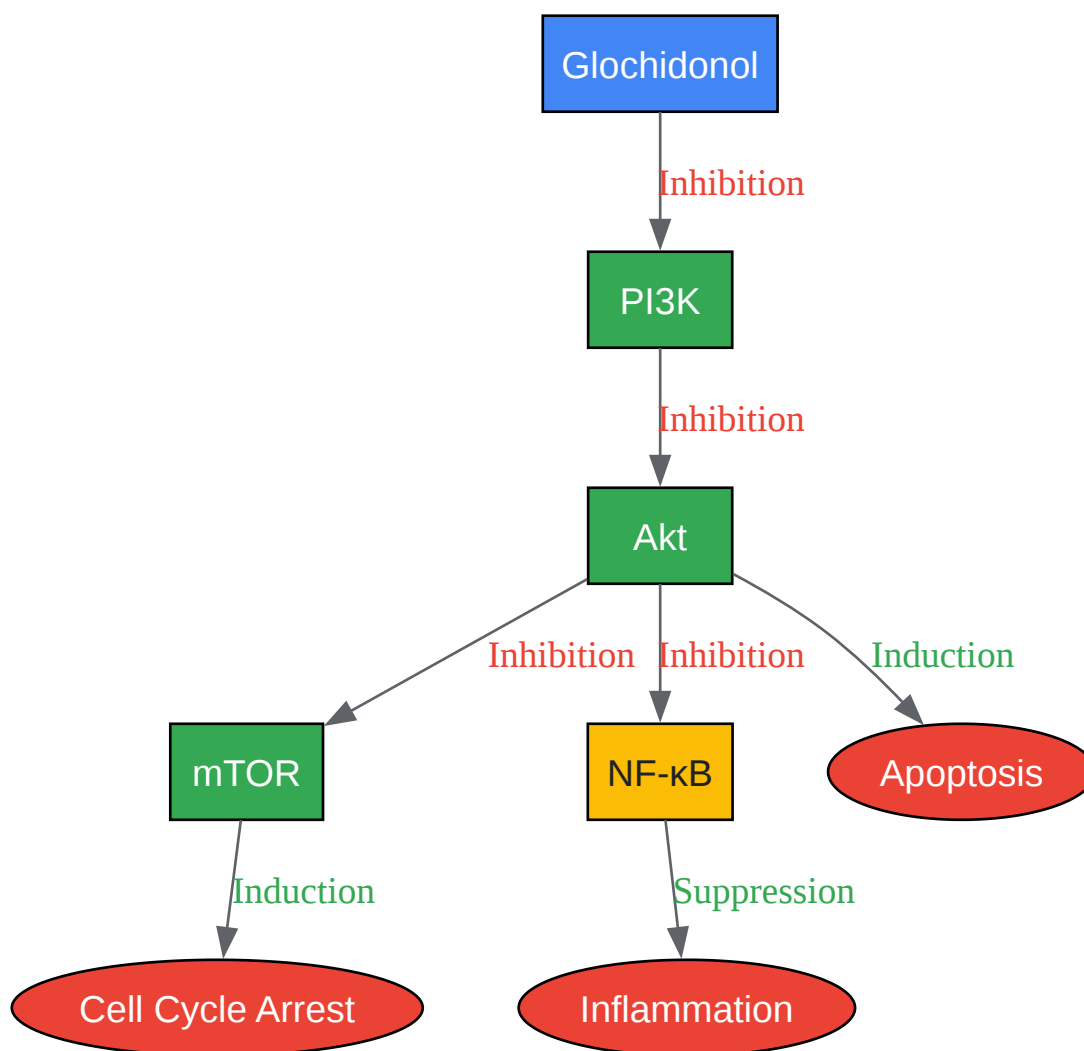 Glochidonol
Inhibition
PI3K
Inhibition
Akt
Inhibition
Inhibition
Induction
mTOR
NF-κB
Apoptosis
Induction
Suppression
Cell Cycle Arrest
Inflammation